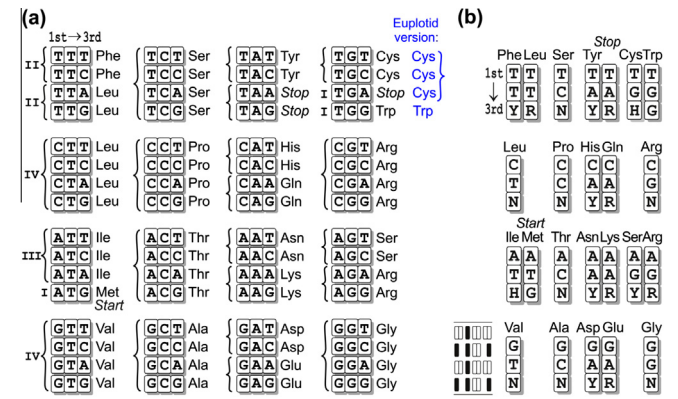 (a)
1st→3rd
Euplotid
version:
II TTT Phe TCT Ser TAT Tyr TGT Cys Cys
TTC Phe TCC Ser TAC Tyr TGC Cys Cys
II TTA Leu TCA Ser TAA Stop I TGA Stop Cys
TTG Leu TCG Ser TAG Stop I TGG Trp Trp
IV CTT Leu CCT Pro CAT His CGT Arg
CTC Leu CCC Pro CAC His CGC Arg
CTA Leu CCA Pro CAA Gln CGA Arg
CTG Leu CCG Pro CAG Gln CGG Arg
III ATT Ile ACT Thr AAT Asn AGT Ser
ATC Ile ACC Thr AAC Asn AGC Ser
ATA Ile ACA Thr AAA Lys AGA Arg
I ATG Met ACG Thr AAG Lys AGG Arg
Start
IV GTT Val GCT Ala GAT Asp GGT Gly
GTC Val GCC Ala GAC Asp GGC Gly
GTA Val GCA Ala GAA Glu GGA Gly
GTG Val GCG Ala GAG Glu GGG Gly
(b)
Stop
Phe Leu Ser Tyr Cys Trp
1st T T T T T T T
↓ T T C A A G G
3rd Y R N Y R H G
Leu Pro His Gln Arg
C C C C C
T C A A G
N N Y R N
Start
Ile Met Thr Asn Lys Ser Arg
A A A A A A A
T T C A A G G
H G N Y R Y R
Val Ala Asp Glu Gly
G G G G G
T C A A G
N N Y R N